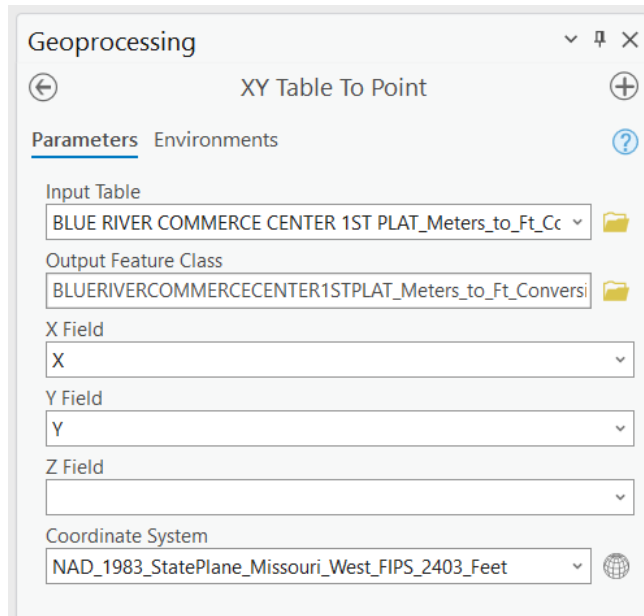 Geoprocessing
XY Table To Point
Parameters Environments
Input Table
BLUE RIVER COMMERCE CENTER 1ST PLAT_Meters_to_Ft_Cc
Output Feature Class
BLUERIVERCOMMERCECENTER1STPLAT_Meters_to_Ft_Conversi
X Field
X
Y Field
Y
Z Field
Coordinate System
NAD_1983_StatePlane_Missouri_West_FIPS_2403_Feet